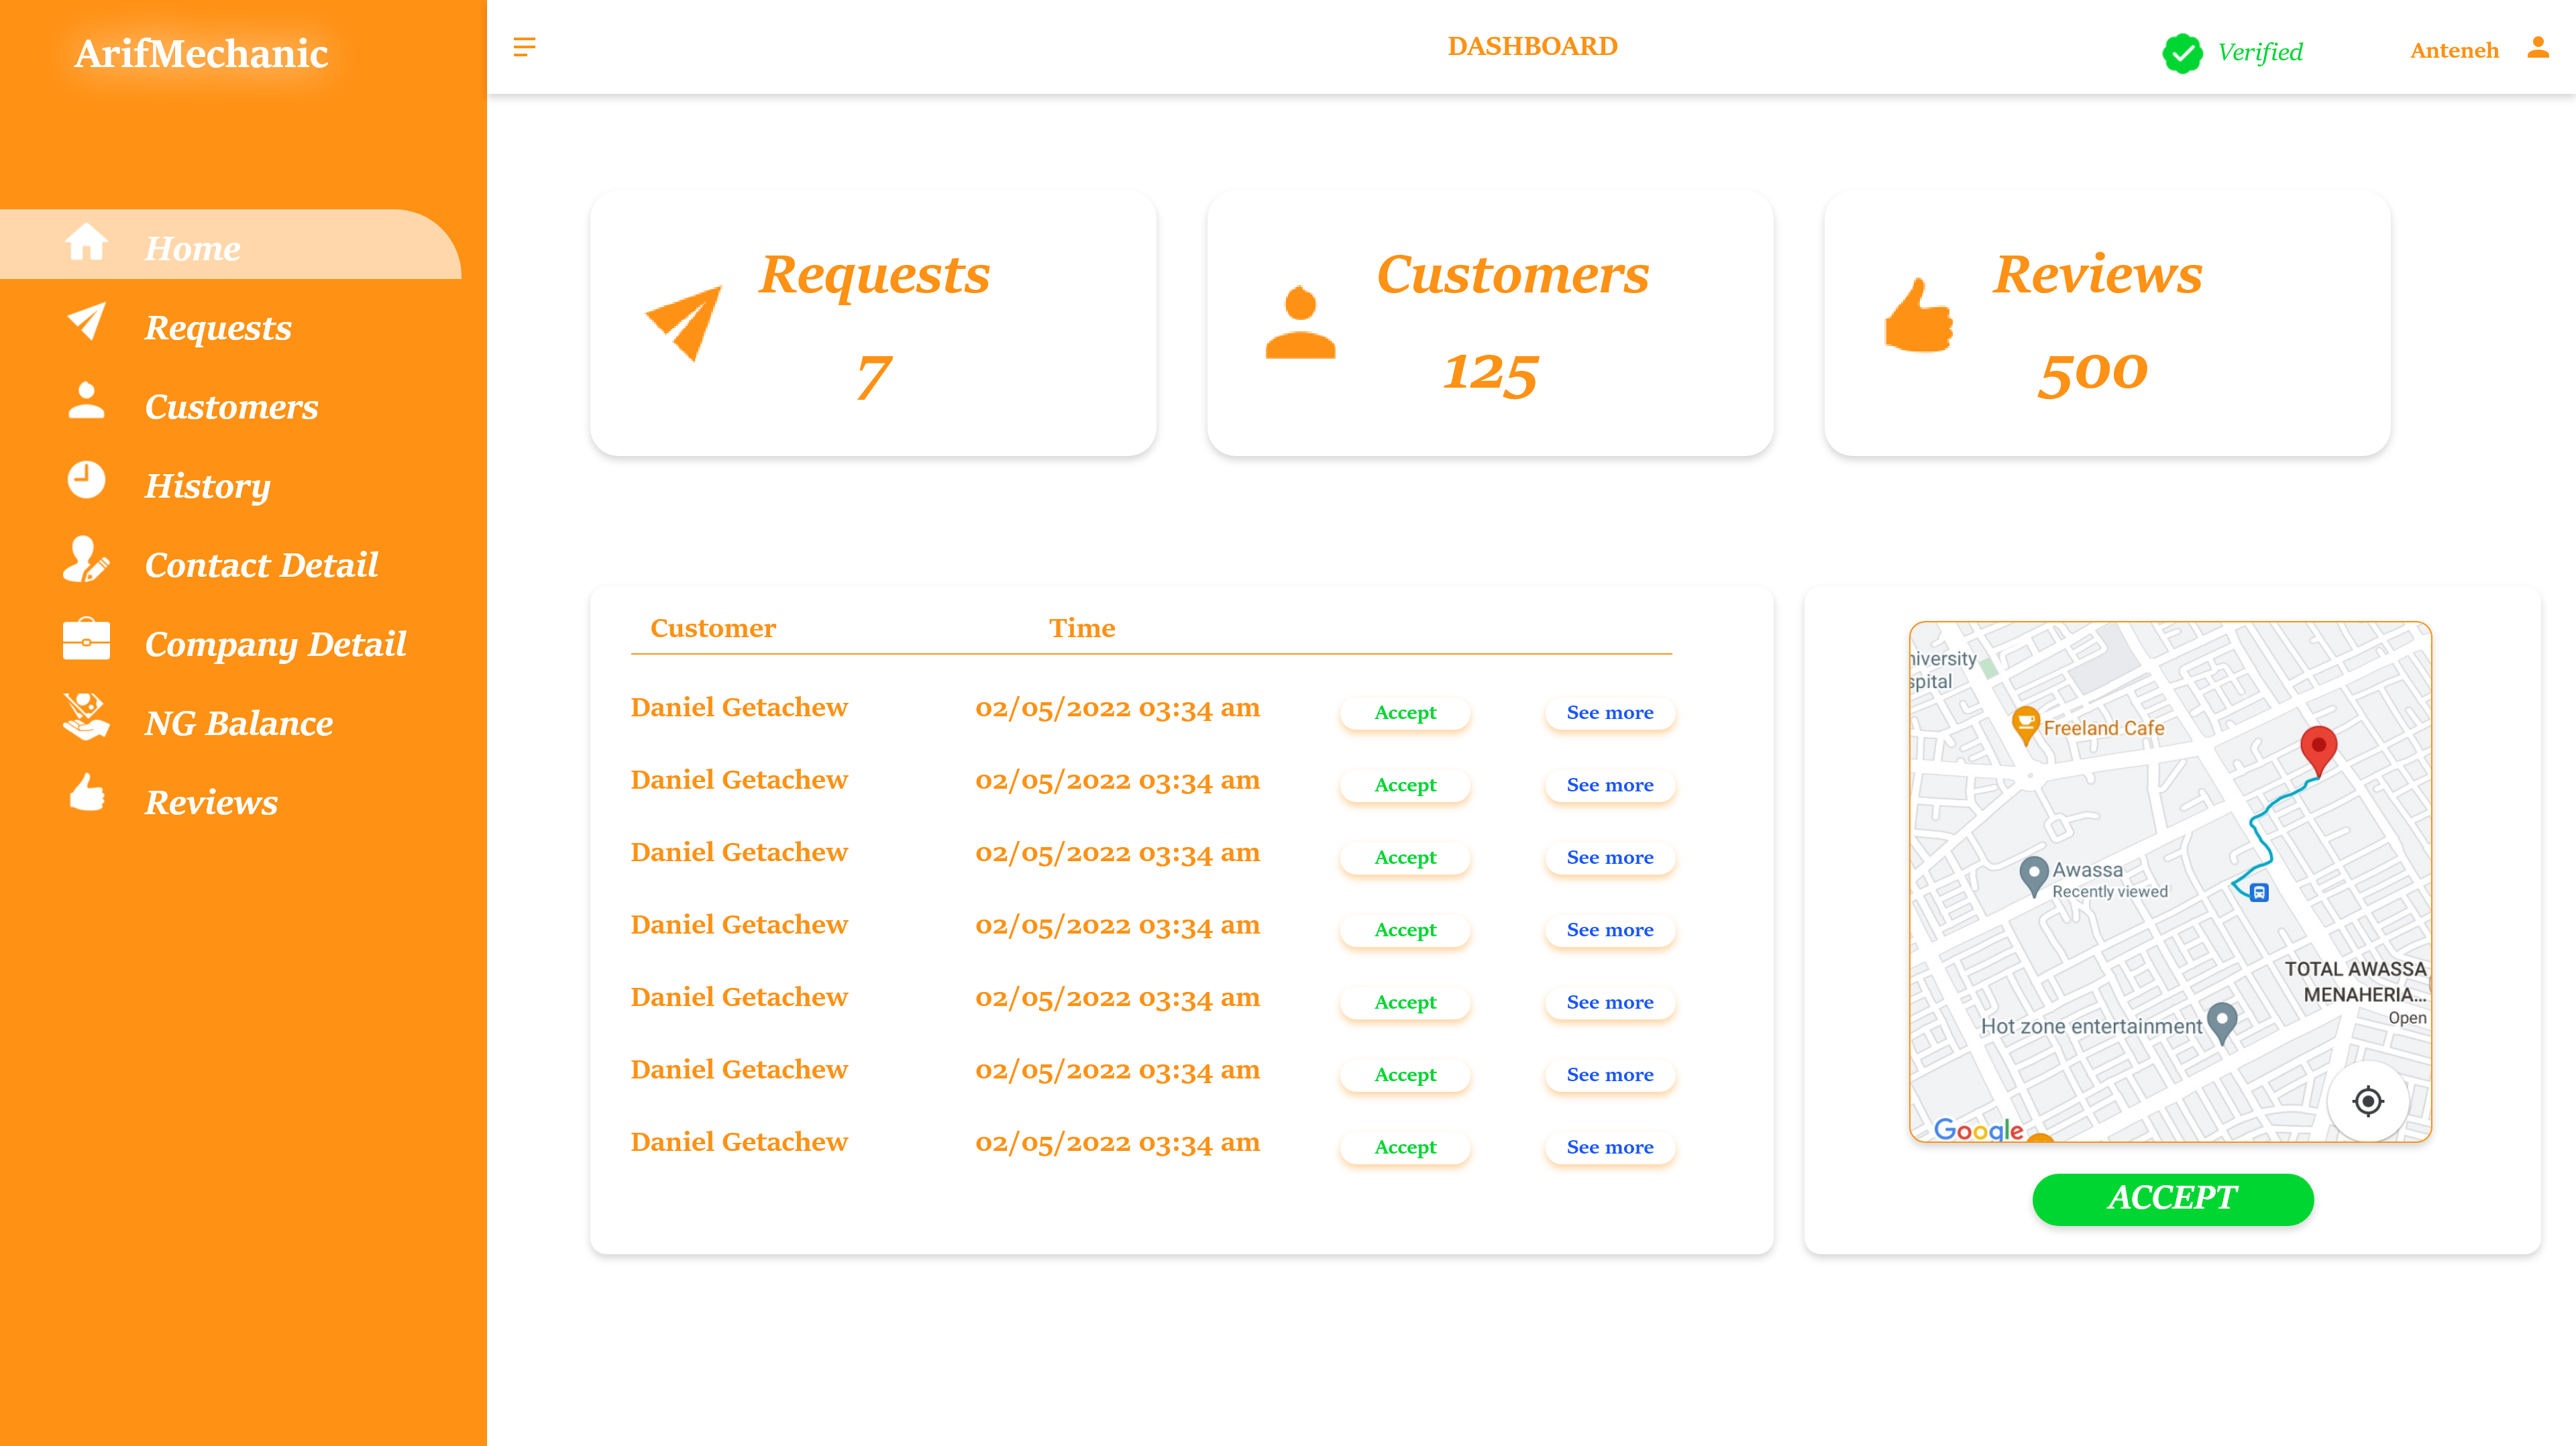 ArifMechanic
DASHBOARD
Verified
Anteneh
Home
Requests
Customers
History
Contact Detail
Company Detail
NG Balance
Reviews
Requests
7
Customers
125
Reviews
500
Customer Time
Daniel Getachew 02/05/2022 03:34 am Accept See more
Daniel Getachew 02/05/2022 03:34 am Accept See more
Daniel Getachew 02/05/2022 03:34 am Accept See more
Daniel Getachew 02/05/2022 03:34 am Accept See more
Daniel Getachew 02/05/2022 03:34 am Accept See more
Daniel Getachew 02/05/2022 03:34 am Accept See more
Daniel Getachew 02/05/2022 03:34 am Accept See more
niversity
spital
Freeland Cafe
Awassa
Recently viewed
TOTAL AWASSA
MENAHERIA...
Open
Hot zone entertainment
Google
ACCEPT